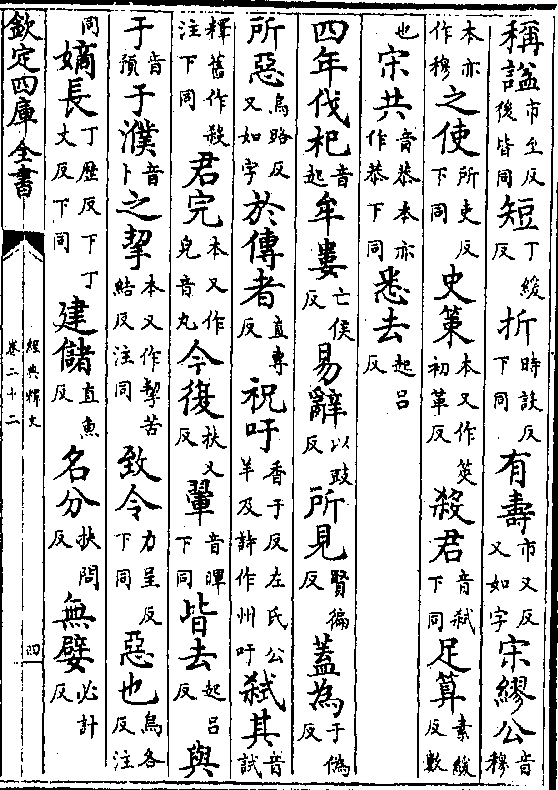 稱諡市至反後皆同短丁緩反折時設反下同有壽市又反又如字宋繆公音穆
本亦作穆之使所吏反下同史策本又作筴初革反殺君音弑下同足算素緩反數
也宋共音恭本亦作恭下同悉去起呂反
四年伐杞音起牟婁亡侯反易辭以豉反所見賢徧反蓋為于偽反
所惡烏路反又如字於傳者直專反祝吁香于反左氏公羊及詩作州吁弑其音試
釋舊作殺注下同君完本又作皃音丸今復扶又反翬音暉下同皆去起呂反與
于音預于濮音卜之挈本又作挈苦結反注同致令力呈反下同惡也烏各反注
同嫡長丁歷反下丁丈反下同建儲直魚反名分扶問反無嬖必計反
欽定四庫全書
經典釋文
卷二十二
四